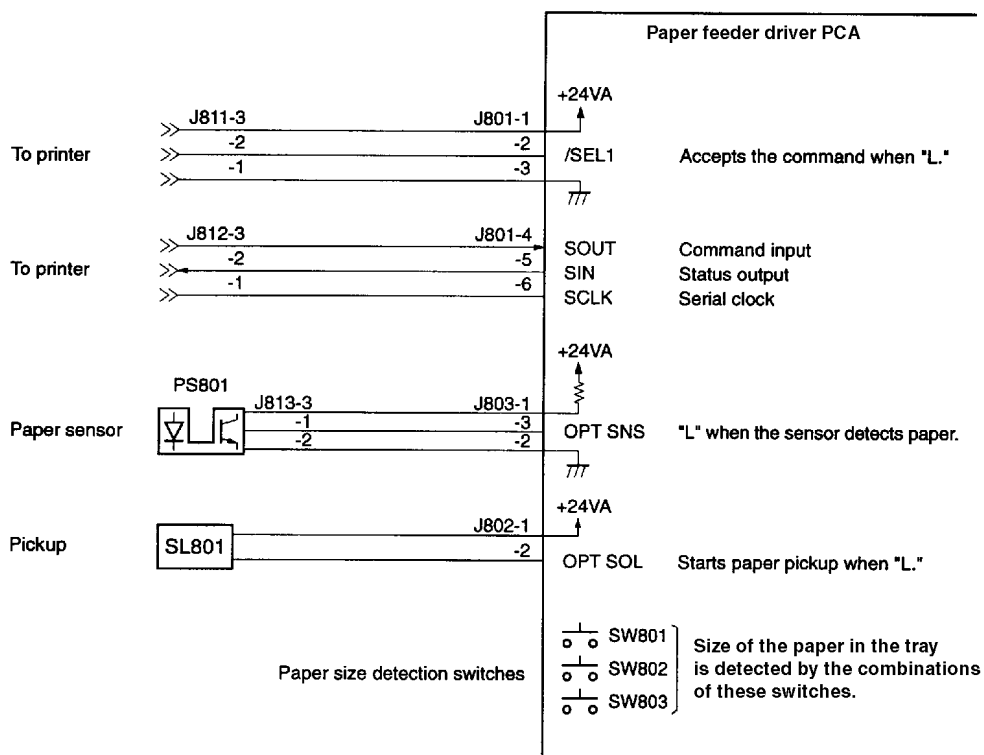 Paper feeder driver PCA
+24VA
J811-3 J801-1
To printer -2 -2 /SEL1 Accepts the command when "L."
-1 -3
J812-3 J801-4 SOUT Command input
To printer -2 -5 SIN Status output
-1 -6 SCLK Serial clock
+24VA
PS801
J813-3 J803-1
Paper sensor -1 -3 OPT SNS "L" when the sensor detects paper.
-2 -2
+24VA
J802-1
Pickup SL801 -2 OPT SOL Starts paper pickup when "L."
SW801 Size of the paper in the tray
Paper size detection switches SW802 is detected by the combinations
SW803 of these switches.